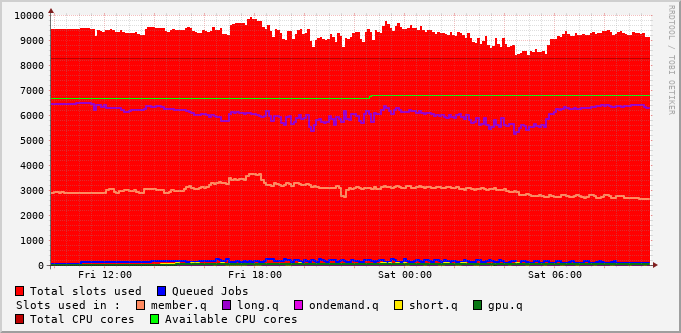 10000
9000
8000
7000
6000
5000
4000
3000
2000
1000
0
Fri 12:00 Fri 18:00 Sat 00:00 Sat 06:00
RRDTOOL / TOBI OETIKER
Total slots used Queued Jobs
Slots used in : member.q long.q ondemand.q short.q gpu.q
Total CPU cores Available CPU cores